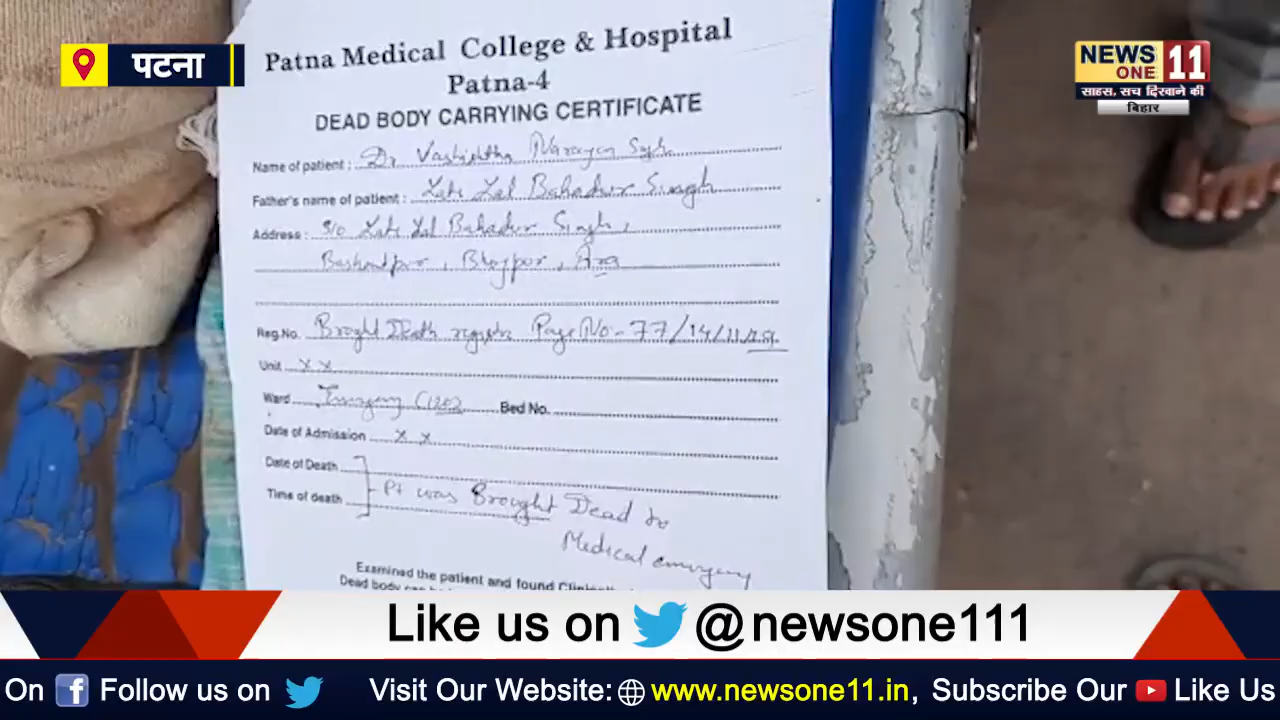 पटना
NEWS
ONE 11
साहस, सच दिखाने की
बिहार
Patna Medical College & Hospital
Patna-4
DEAD BODY CARRYING CERTIFICATE
Name of patient : Dr Vashishtha Narayan Singh
Father's name of patient : Late Lal Bahadur Singh
Address : S/O Late Lal Bahadur Singh,
Basantpur, Bhojpur, Ara
Reg.No. Broght Death register Page No- 77/14/11/19
Unit x x
Ward Emergency Bed No.
Date of Admission x x
Date of Death
Time of death Pt was Brought Dead to
Medical emergency
Examined the patient and found
Dead body can
Like us on @newsone111
On Follow us on Visit Our Website: www.newsone11.in, Subscribe Our Like Us